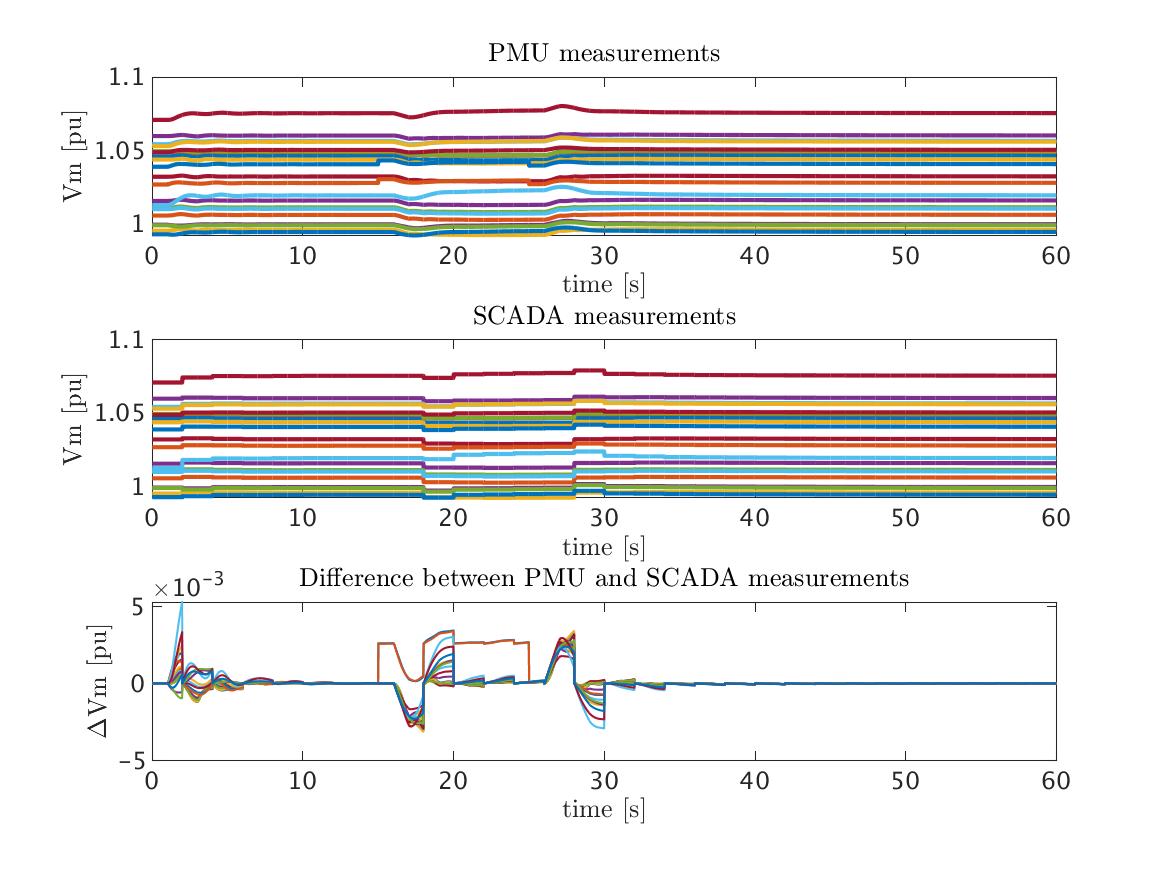 PMU measurements
1.1
1.05
1
Vm [pu]
0 10 20 30 40 50 60
time [s]
SCADA measurements
1.1
1.05
1
Vm [pu]
0 10 20 30 40 50 60
time [s]
Difference between PMU and SCADA measurements
×10⁻³
5
0
-5
ΔVm [pu]
0 10 20 30 40 50 60
time [s]